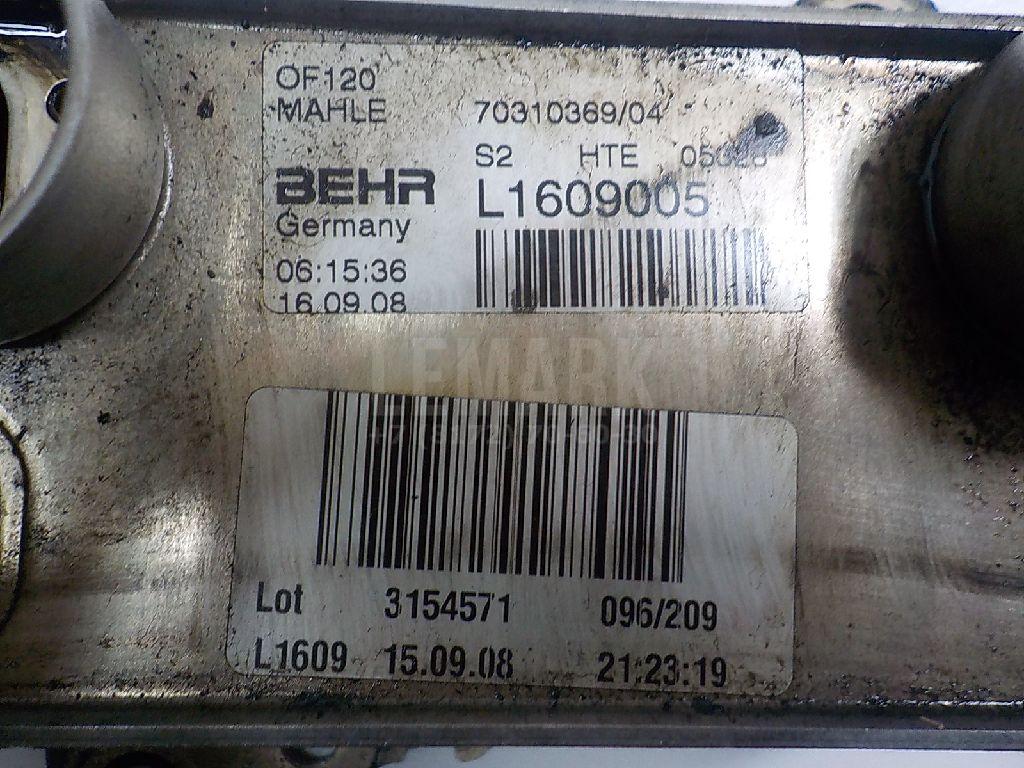 OF120
MAHLE 70310369/04
S2 HTE
BEHR L1609005
Germany
06:15:36
16.09.08
LEMARK
Lot 3154571 096/209
L1609 15.09.08 21:23:19